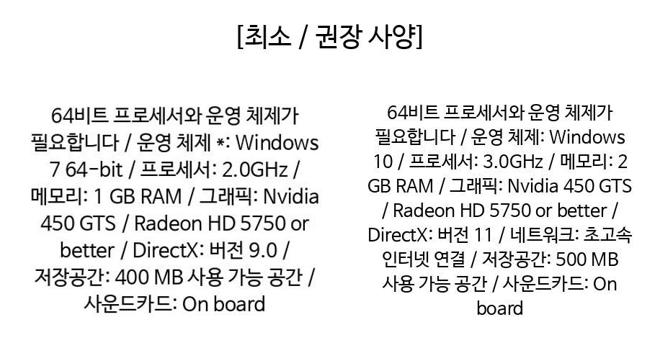 [최소 / 권장 사양]
64비트 프로세서와 운영 체제가
필요합니다 / 운영 체제 *: Windows
7 64-bit / 프로세서: 2.0GHz /
메모리: 1 GB RAM / 그래픽: Nvidia
450 GTS / Radeon HD 5750 or
better / DirectX: 버전 9.0 /
저장공간: 400 MB 사용 가능 공간 /
사운드카드: On board
64비트 프로세서와 운영 체제가
필요합니다 / 운영 체제: Windows
10 / 프로세서: 3.0GHz / 메모리: 2
GB RAM / 그래픽: Nvidia 450 GTS
/ Radeon HD 5750 or better /
DirectX: 버전 11 / 네트워크: 초고속
인터넷 연결 / 저장공간: 500 MB
사용 가능 공간 / 사운드카드: On
board